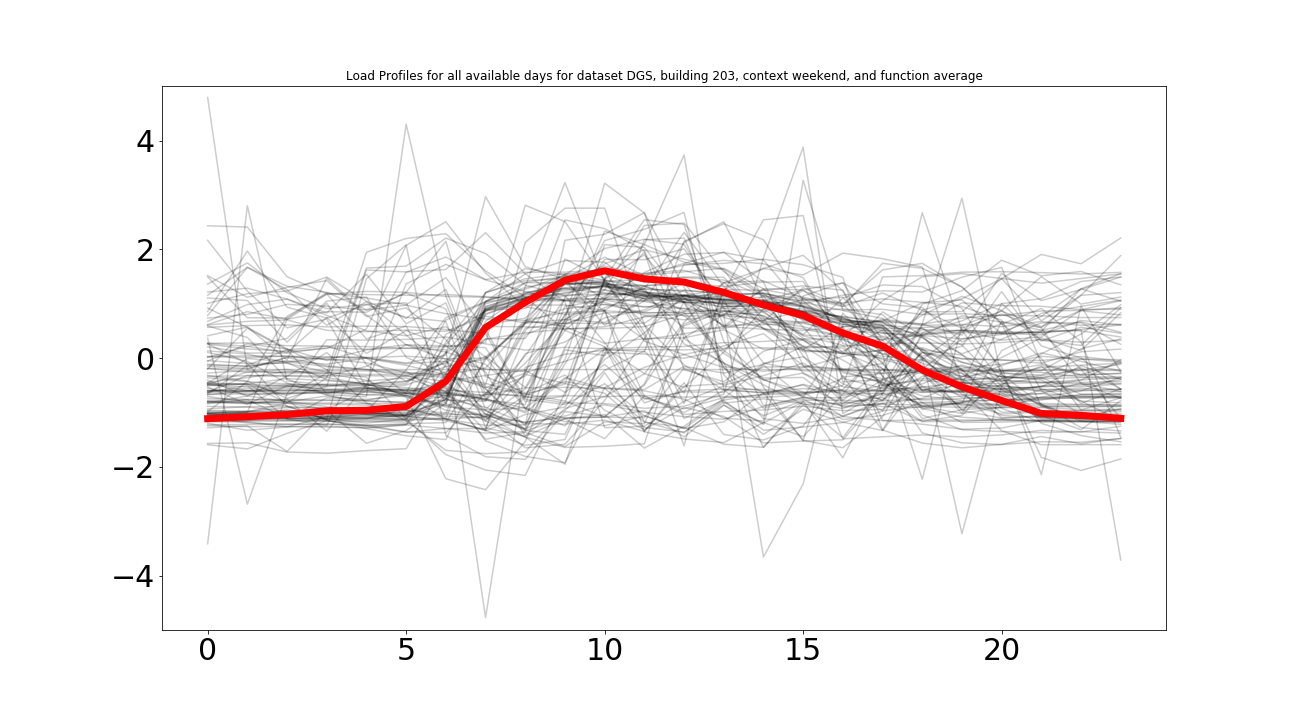 Load Profiles for all available days for dataset DGS, building 203, context weekend, and function average
4
2
0
−2
−4
0 5 10 15 20